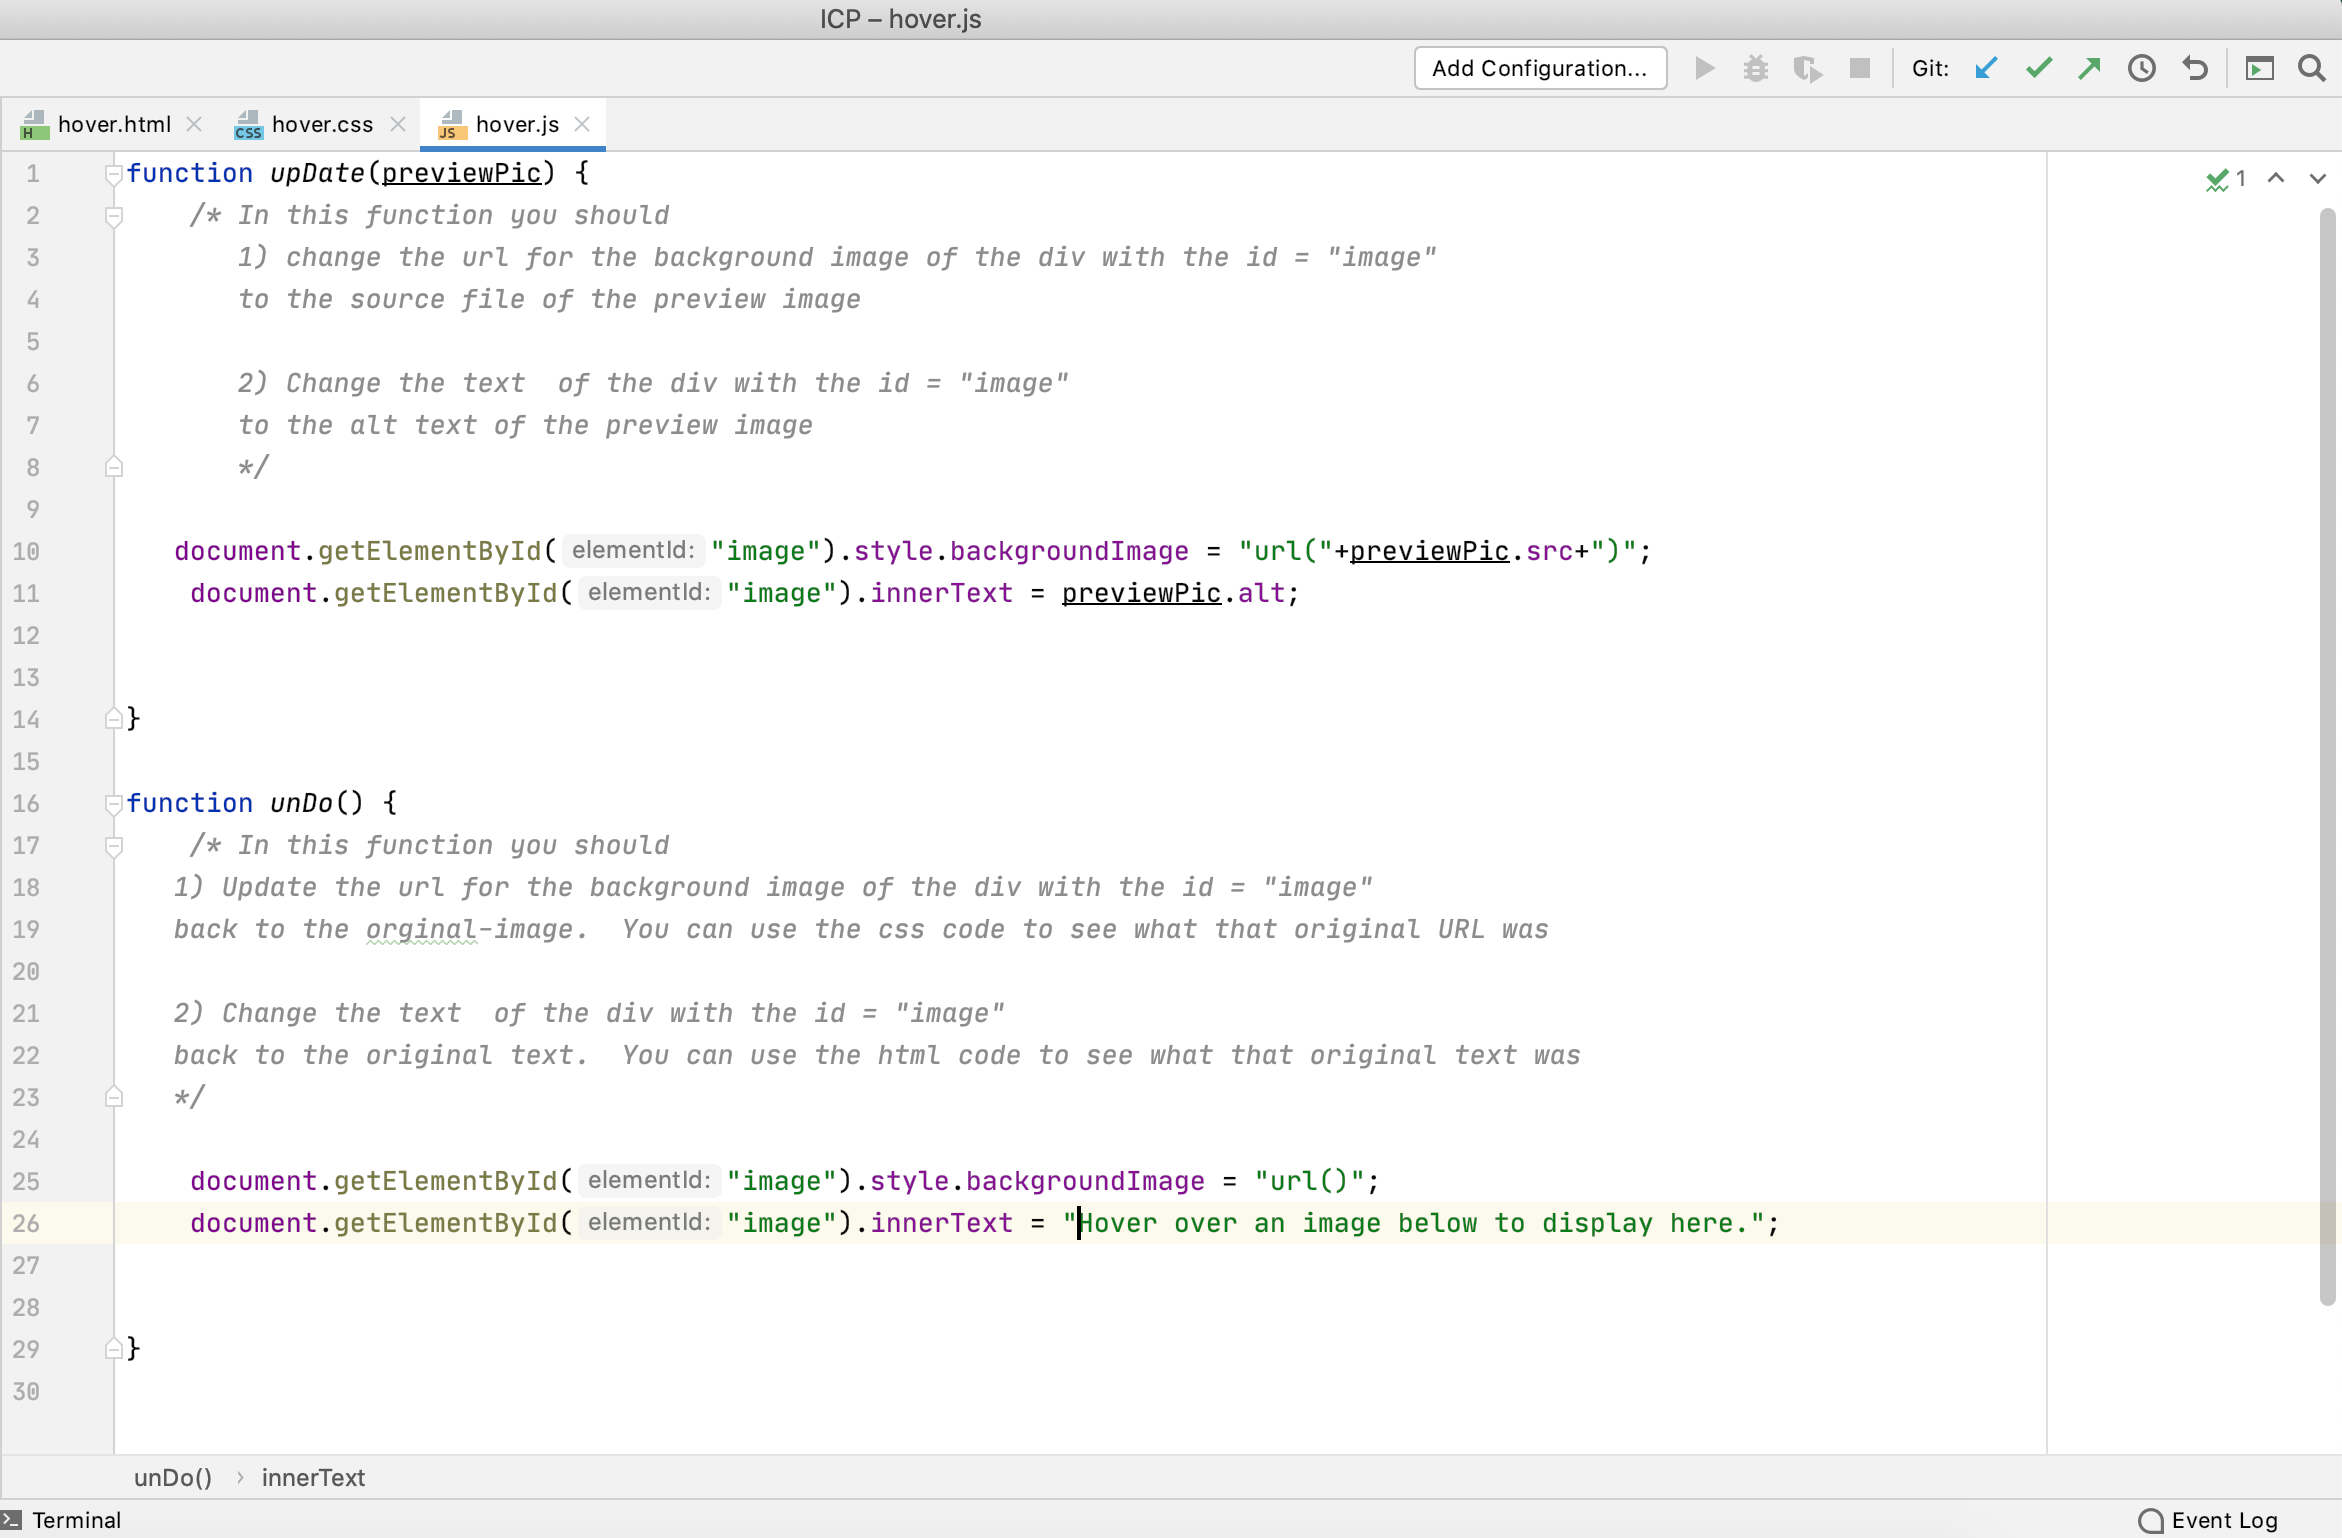 ICP – hover.js
Add Configuration... Git:
hover.html hover.css hover.js
1 function upDate(previewPic) {
2 /* In this function you should
3 1) change the url for the background image of the div with the id = "image"
4 to the source file of the preview image
5
6 2) Change the text  of the div with the id = "image"
7 to the alt text of the preview image
8 */
9
10 document.getElementById( elementId: "image").style.backgroundImage = "url("+previewPic.src+")";
11 document.getElementById( elementId: "image").innerText = previewPic.alt;
12
13
14 }
15
16 function unDo() {
17 /* In this function you should
18 1) Update the url for the background image of the div with the id = "image"
19 back to the orginal-image.  You can use the css code to see what that original URL was
20
21 2) Change the text  of the div with the id = "image"
22 back to the original text.  You can use the html code to see what that original text was
23 */
24
25 document.getElementById( elementId: "image").style.backgroundImage = "url()";
26 document.getElementById( elementId: "image").innerText = "Hover over an image below to display here.";
27
28
29 }
30
1
unDo() › innerText
Terminal Event Log